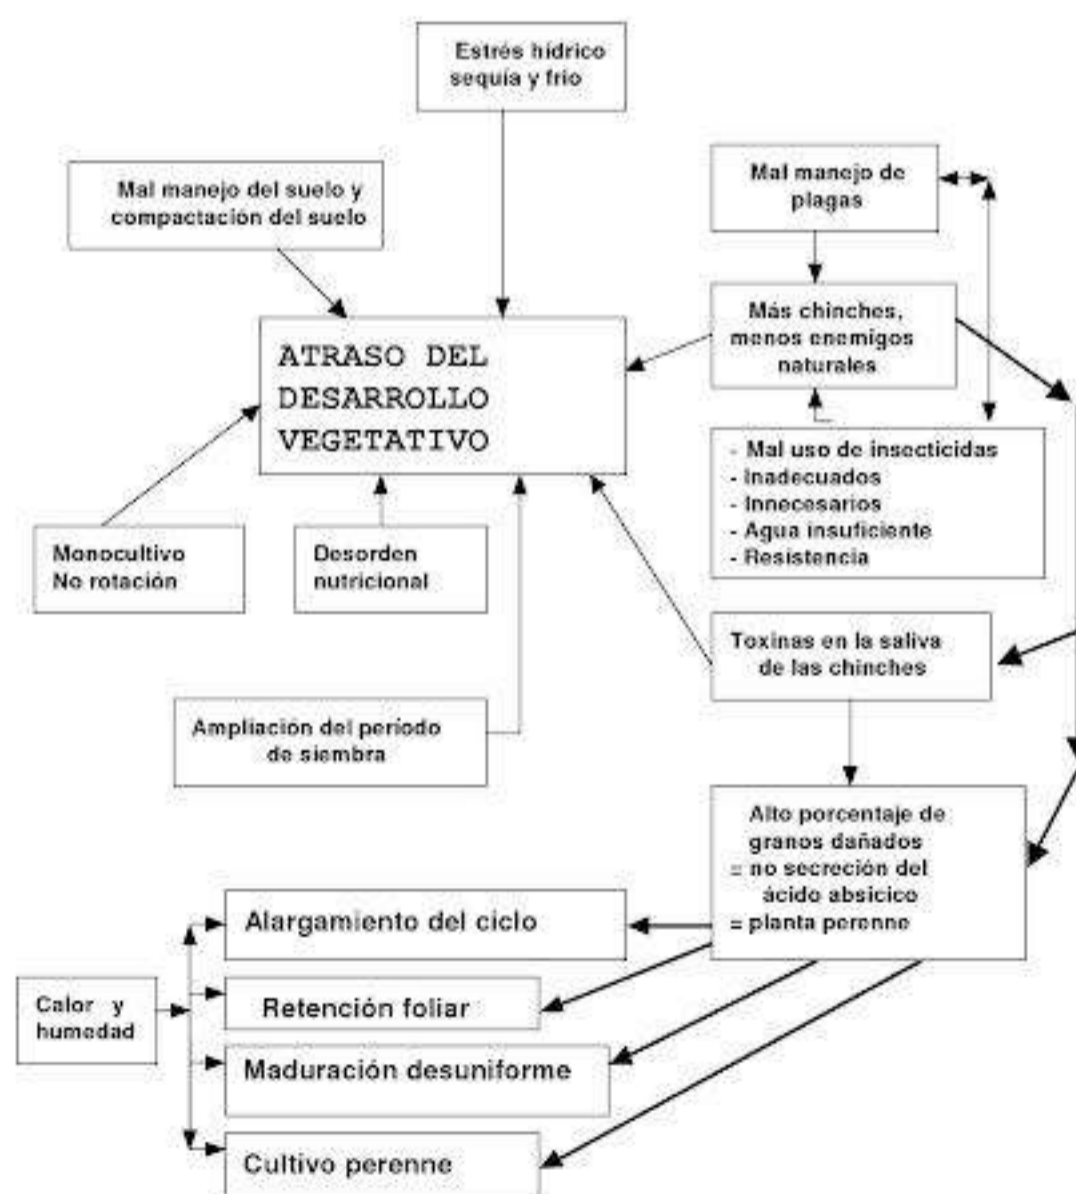 Estrés hídrico
sequía y frio
Mal manejo del suelo y
compactación del suelo
Mal manejo de
plagas
Más chinches,
menos enemigos
naturales
ATRASO DEL
DESARROLLO
VEGETATIVO
- Mal uso de insecticidas
- Inadecuados
- Innecesarios
- Agua insuficiente
- Resistencia
Monocultivo
No rotación
Desorden
nutricional
Toxinas en la saliva
de las chinches
Ampliación del período
de siembra
Alto porcentaje de
granos dañados
= no secreción del
ácido absicico
= planta perenne
Alargamiento del ciclo
Calor y
humedad
Retención foliar
Maduración desuniforme
Cultivo perenne